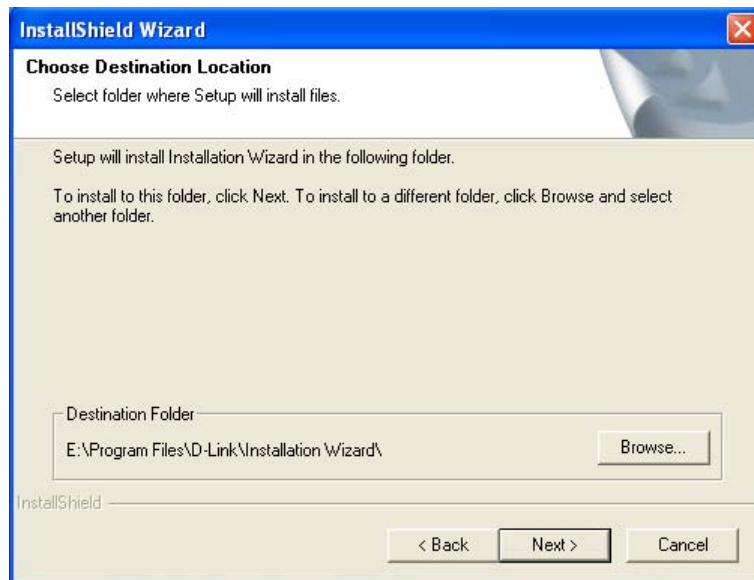 InstallShield Wizard
Choose Destination Location
Select folder where Setup will install files.
Setup will install Installation Wizard in the following folder.
To install to this folder, click Next. To install to a different folder, click Browse and select
another folder.
Destination Folder
E:\Program Files\D-Link\Installation Wizard\
Browse...
InstallShield
< Back
Next >
Cancel